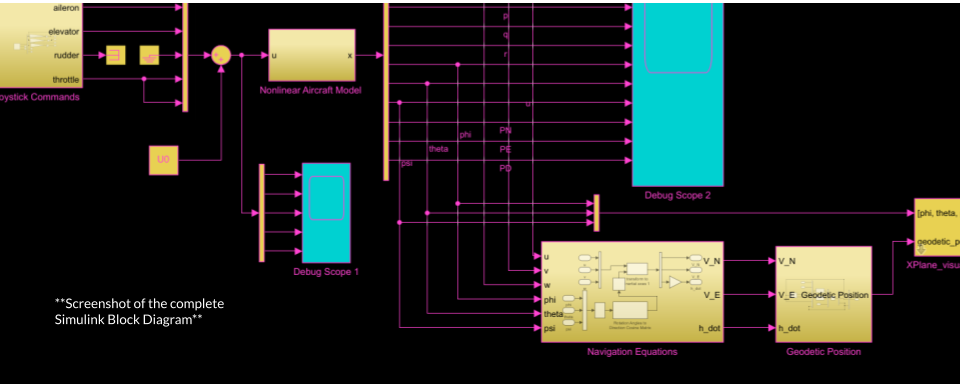 aileron
elevator
rudder
throttle
oystick Commands
u
x
Nonlinear Aircraft Model
U0
p
q
r
u
phi
theta
psi
PN
PE
PD
Debug Scope 2
Debug Scope 1
[phi, theta,
geodetic_p
XPlane_visu
u
v
w
phi
theta
psi
V_N
V_E
h_dot
Navigation Equations
V_N
V_E
h_dot
Geodetic Position
Geodetic Position
**Screenshot of the complete
Simulink Block Diagram**